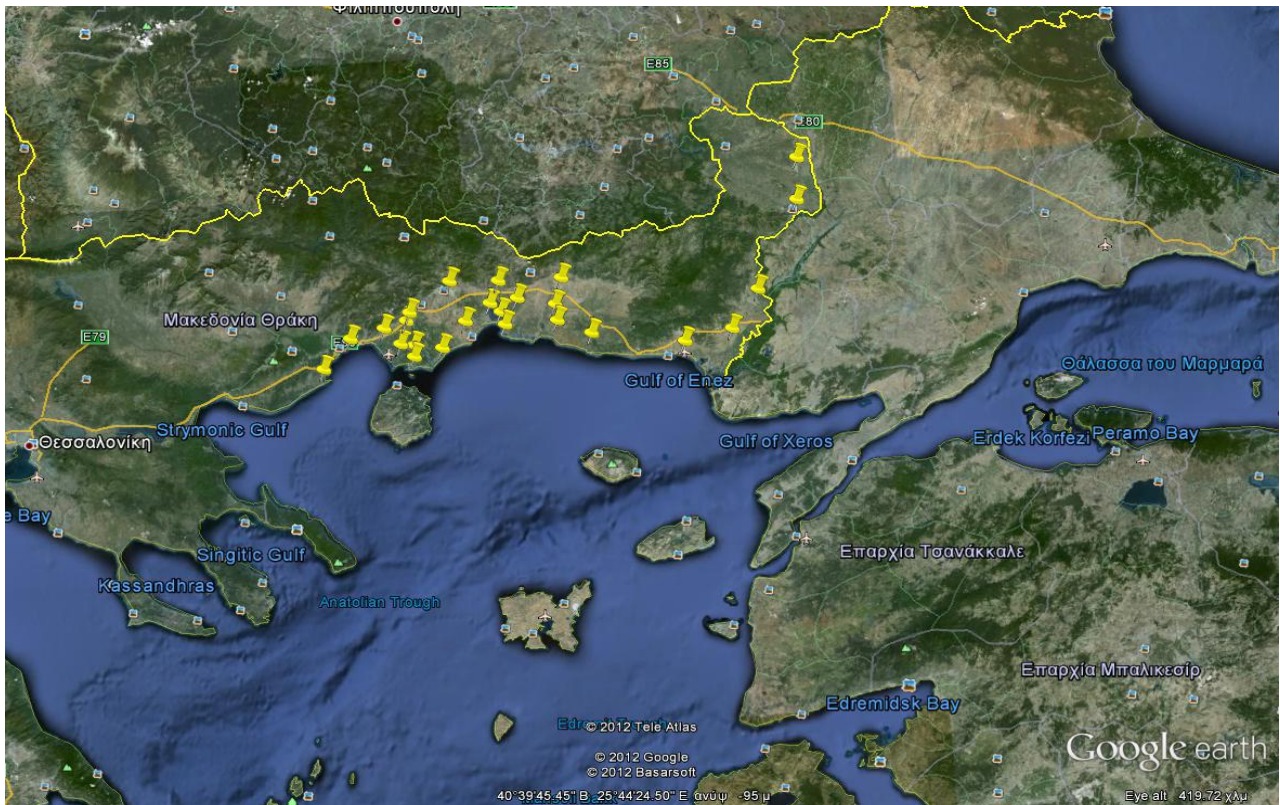 Φιλιππούπολη
E85
E80
Μακεδονία Θράκη
E79
Θάλασσα του Μαρμαρά
Gulf of Enez
Strymonic Gulf
Θεσσαλονίκη
Gulf of Xeros
Erdek Korfezi
Peramo Bay
e Bay
Singitic Gulf
Επαρχία Τσανάκκαλε
Kassandhras
Anatolian Trough
Επαρχία Μπαλικεσίρ
Edremidsk Bay
© 2012 Tele Atlas
© 2012 Google
© 2012 Basarsoft
Google earth
40°39'45.45" Β 25°44'24.50" Ε ανύψ -95 μ
Eye alt 419.72 χλμ